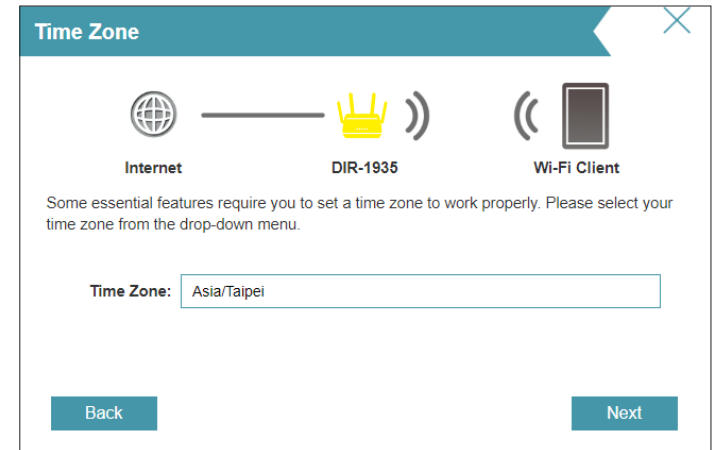 Time Zone
Internet
DIR-1935
Wi-Fi Client
Some essential features require you to set a time zone to work properly. Please select your
time zone from the drop-down menu.
Time Zone: Asia/Taipei
Back
Next